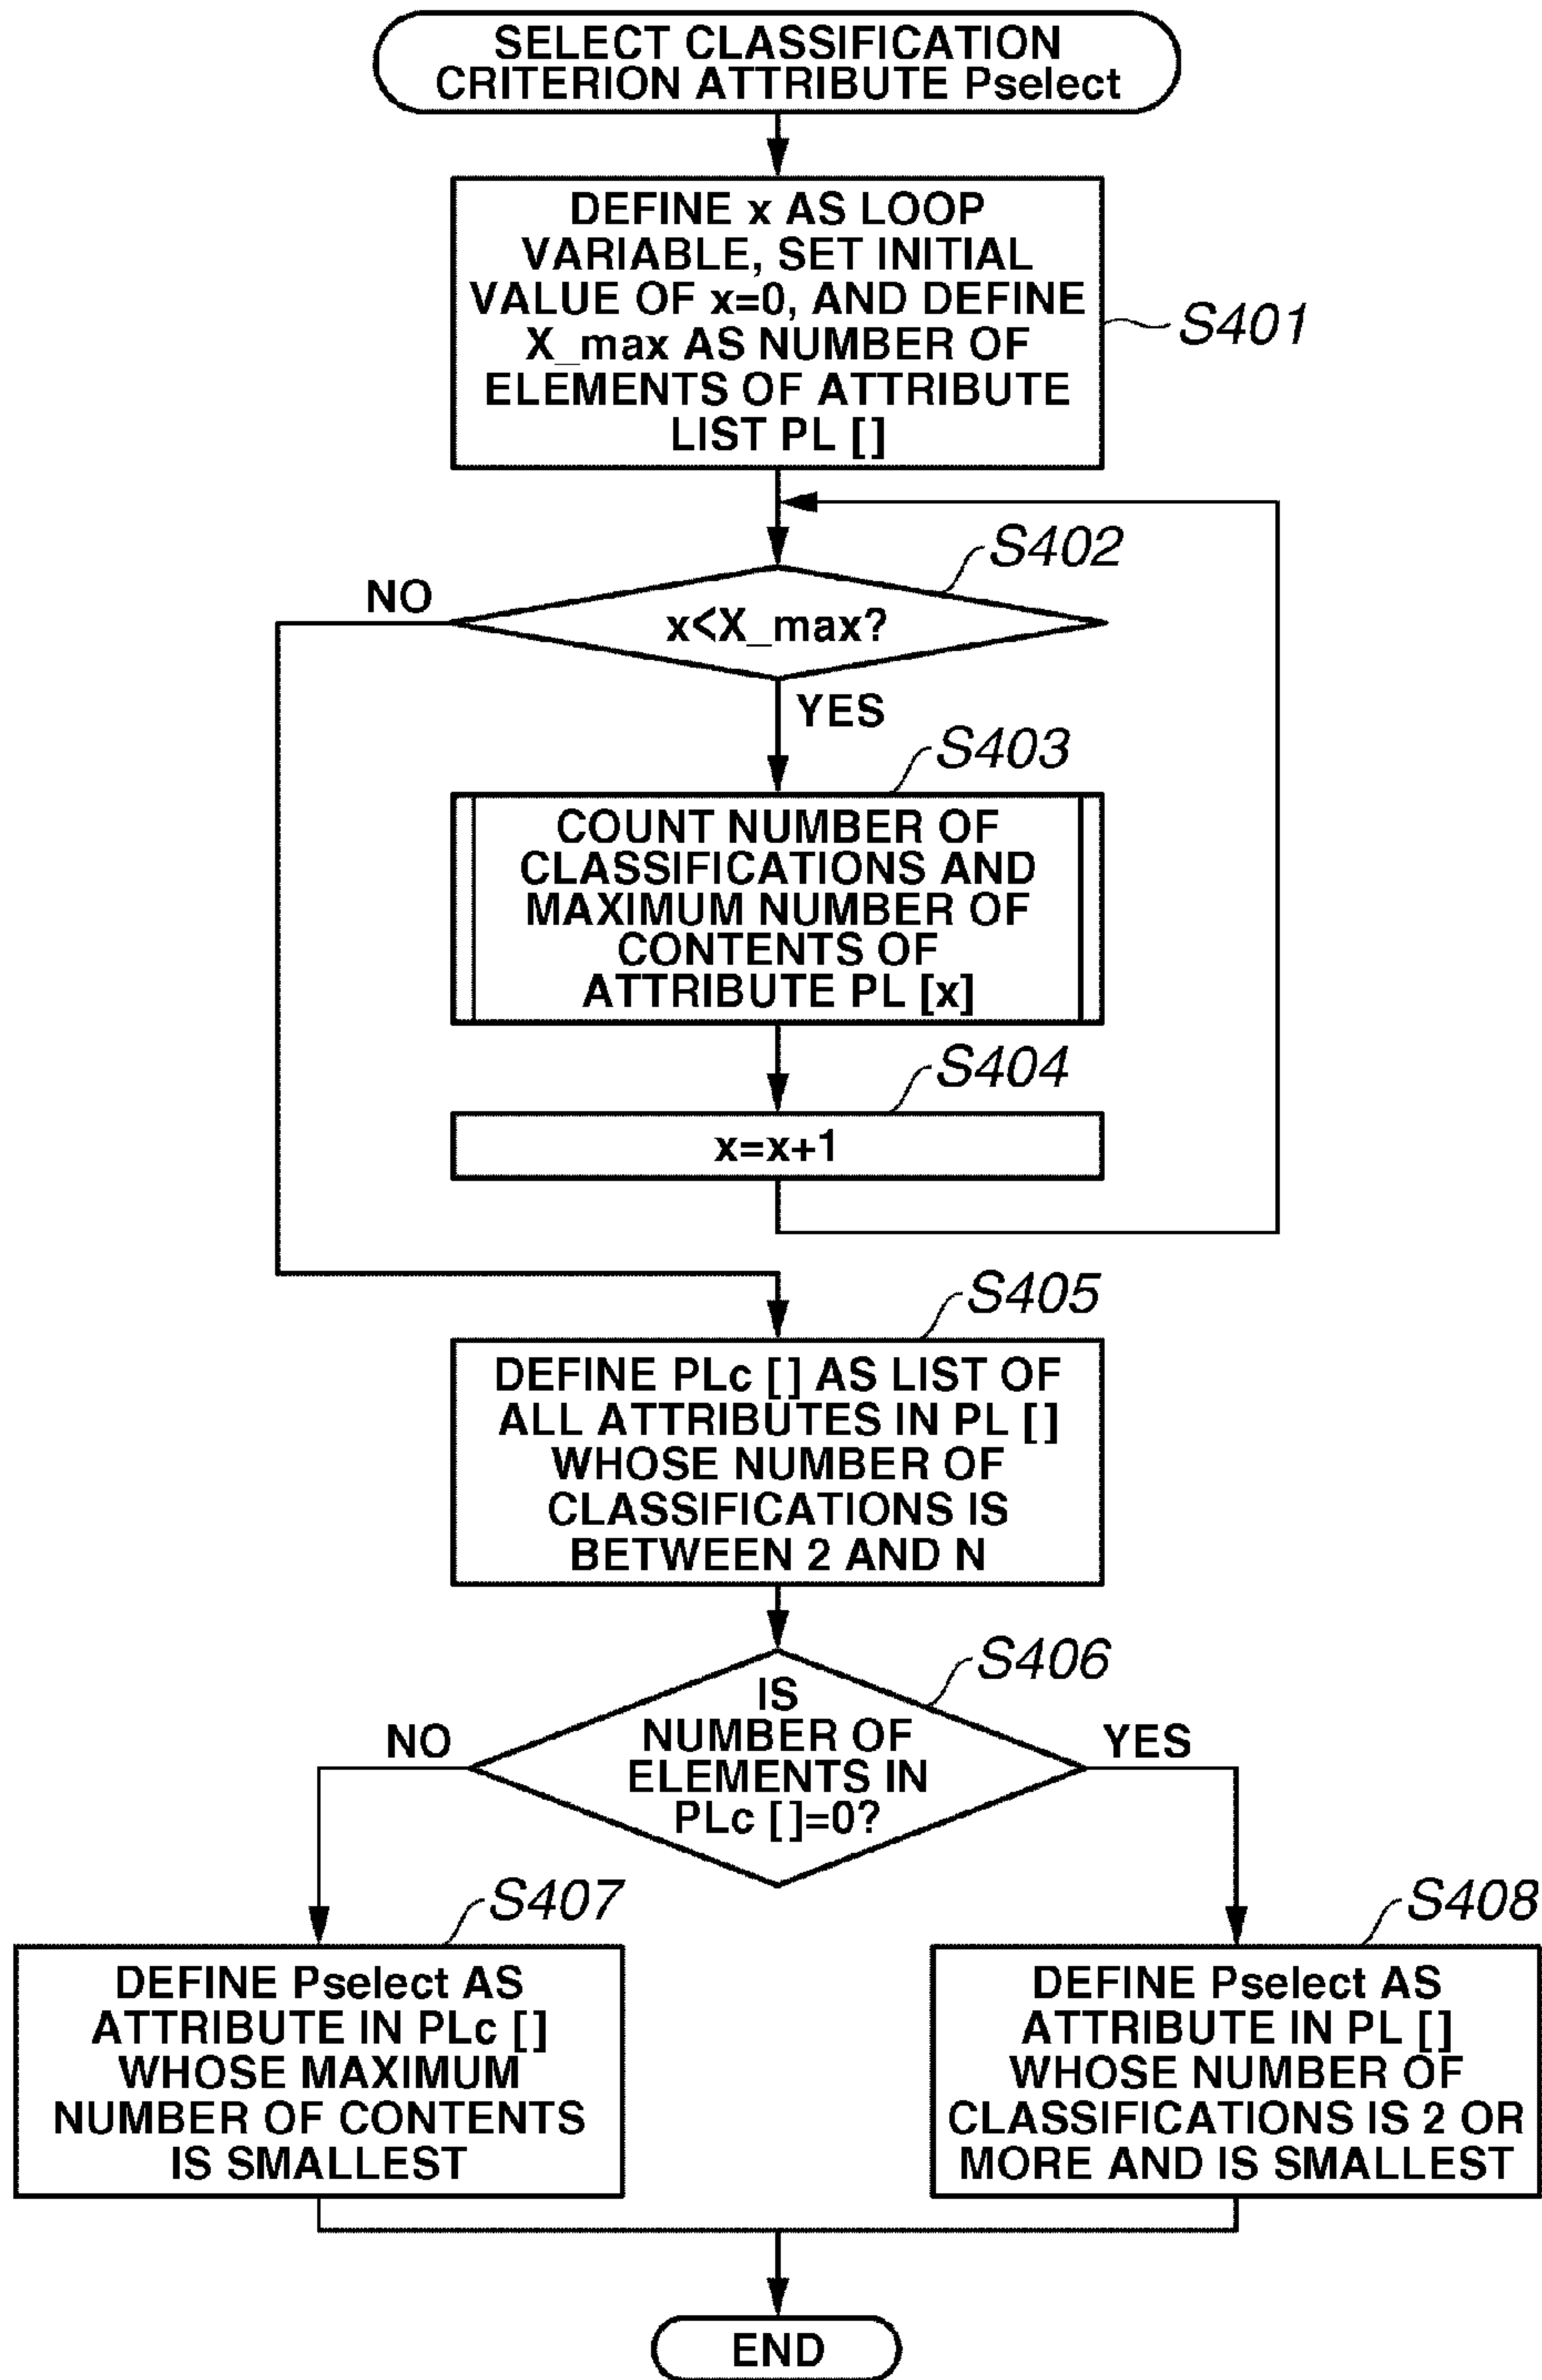 SELECT CLASSIFICATION
CRITERION ATTRIBUTE Pselect
DEFINE x AS LOOP
VARIABLE, SET INITIAL
VALUE OF x=0, AND DEFINE
X_max AS NUMBER OF
ELEMENTS OF ATTRIBUTE
LIST PL [ ]
S401
S402
NO
x<X_max?
YES
S403
COUNT NUMBER OF
CLASSIFICATIONS AND
MAXIMUM NUMBER OF
CONTENTS OF
ATTRIBUTE PL [x]
S404
x=x+1
S405
DEFINE PLc [ ] AS LIST OF
ALL ATTRIBUTES IN PL [ ]
WHOSE NUMBER OF
CLASSIFICATIONS IS
BETWEEN 2 AND N
S406
IS
NUMBER OF
ELEMENTS IN
PLc [ ]=0?
NO
YES
S407
DEFINE Pselect AS
ATTRIBUTE IN PLc [ ]
WHOSE MAXIMUM
NUMBER OF CONTENTS
IS SMALLEST
S408
DEFINE Pselect AS
ATTRIBUTE IN PL [ ]
WHOSE NUMBER OF
CLASSIFICATIONS IS 2 OR
MORE AND IS SMALLEST
END